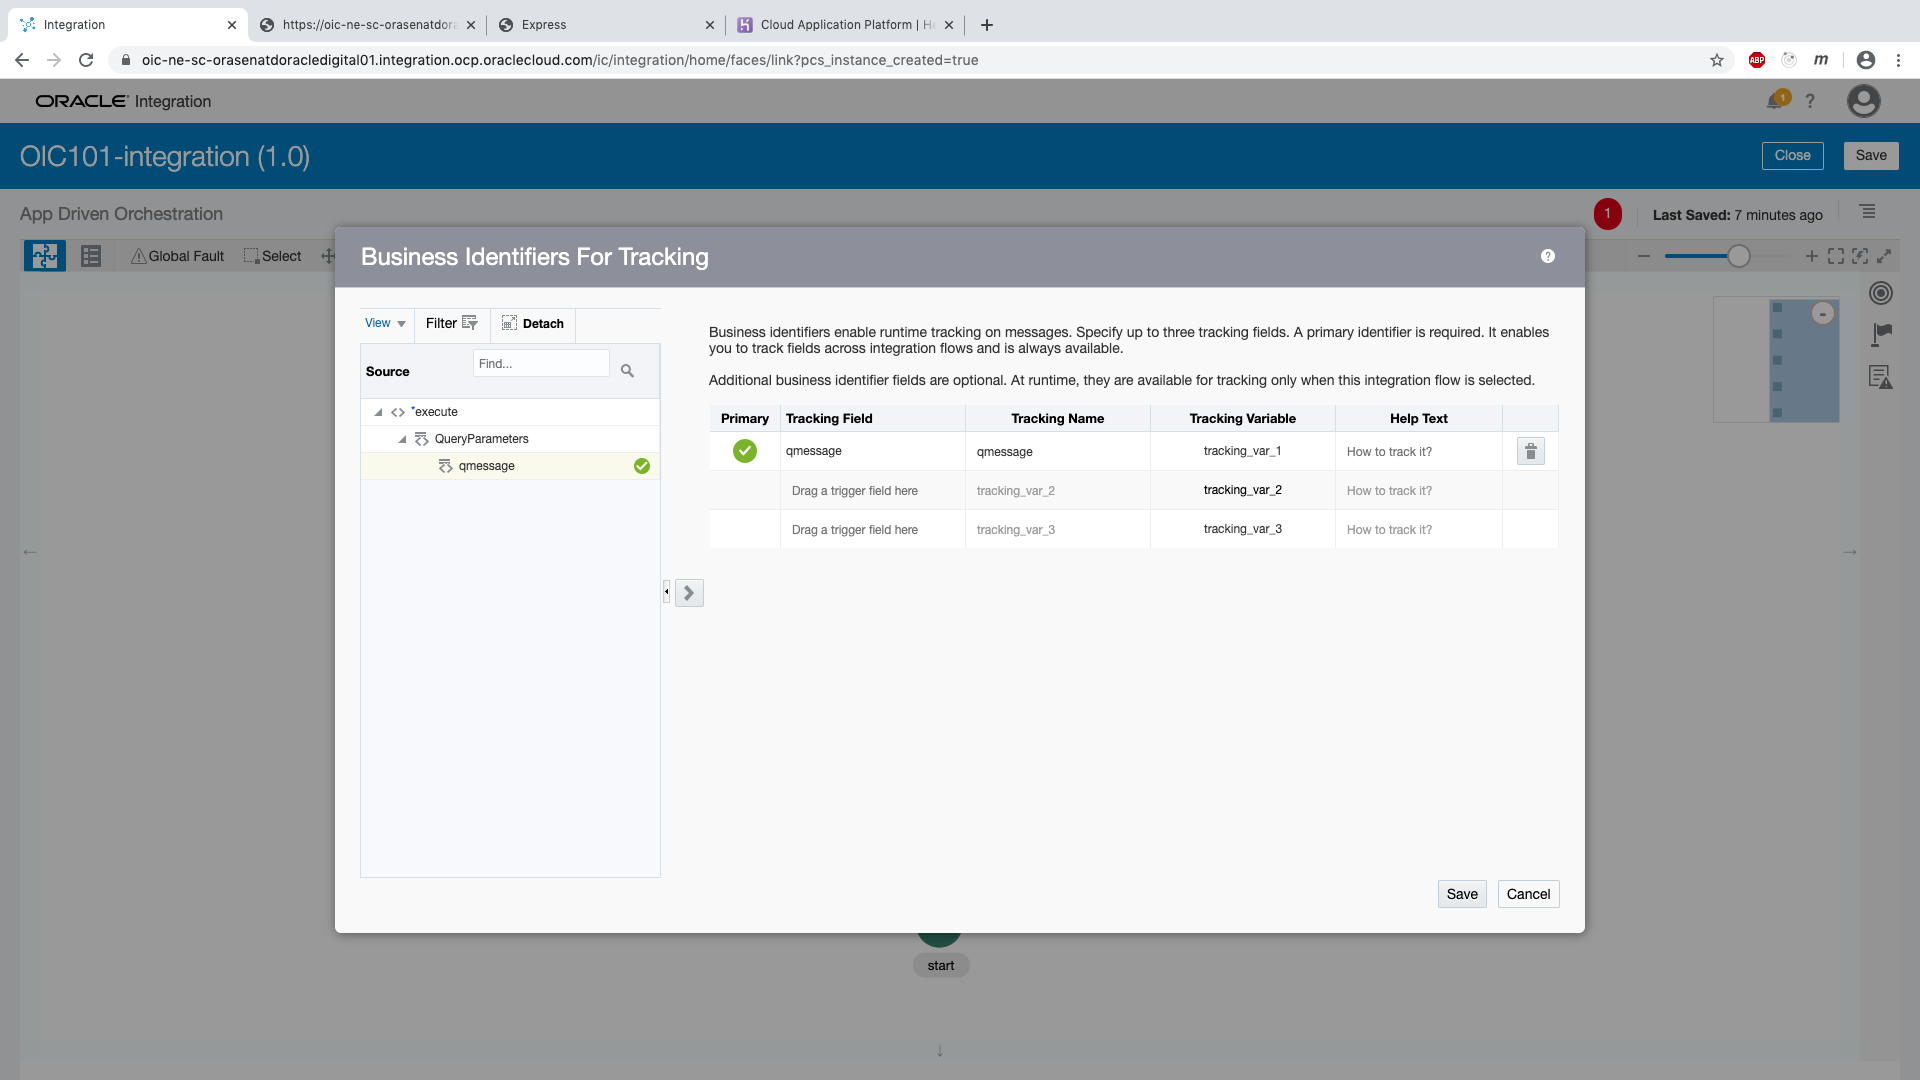 Integration
https://oic-ne-sc-orasenatdora
Express
Cloud Application Platform | H
oic-ne-sc-orasenatdoracledigital01.integration.ocp.oraclecloud.com/ic/integration/home/faces/link?pcs_instance_created=true
ABP
m
ORACLE Integration
1
?
OIC101-integration (1.0)
Close
Save
App Driven Orchestration
1
Last Saved: 7 minutes ago
Global Fault
Select
Business Identifiers For Tracking
?
View
Filter
Detach
Source
Find...
*execute
QueryParameters
qmessage
Business identifiers enable runtime tracking on messages. Specify up to three tracking fields. A primary identifier is required. It enables
you to track fields across integration flows and is always available.
Additional business identifier fields are optional. At runtime, they are available for tracking only when this integration flow is selected.
Primary Tracking Field Tracking Name Tracking Variable Help Text
qmessage qmessage tracking_var_1 How to track it?
Drag a trigger field here tracking_var_2 tracking_var_2 How to track it?
Drag a trigger field here tracking_var_3 tracking_var_3 How to track it?
Save
Cancel
start